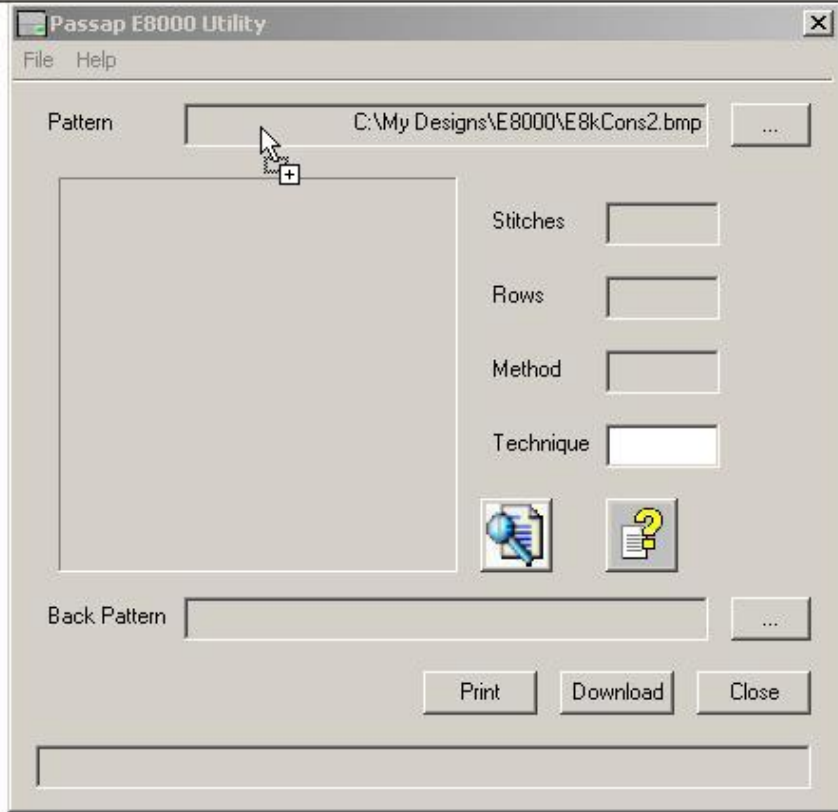 Passap E8000 Utility
File Help
Pattern C:\My Designs\E8000\E8kCons2.bmp ...
Stitches
Rows
Method
Technique
Back Pattern ...
Print Download Close